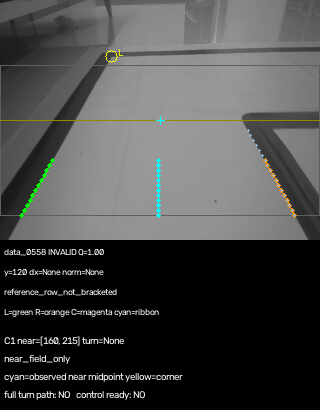 L
data_0558 INVALID Q=1.00
y=120 dx=None norm=None
reference_row_not_bracketed
L=green R=orange C=magenta cyan=ribbon
C1 near=[160, 215] turn=None
near_field_only
cyan=observed near midpoint yellow=corner
full turn path: NO control ready: NO